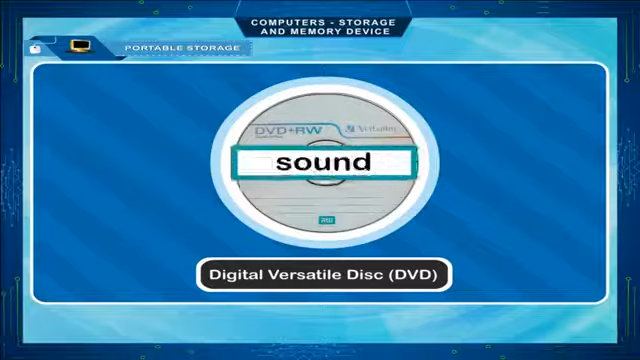 COMPUTERS - STORAGE
AND MEMORY DEVICE
PORTABLE STORAGE
DVD+RW
Verbatim
sound
Digital Versatile Disc (DVD)